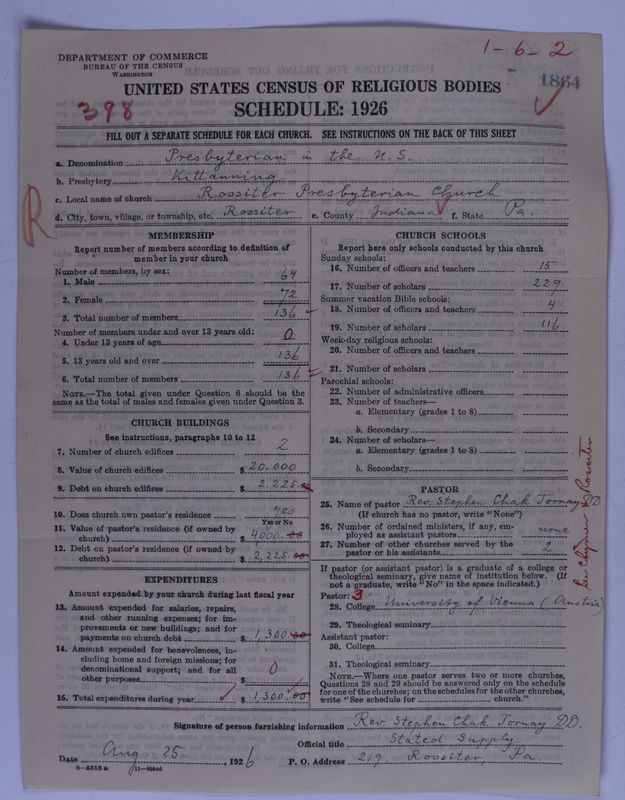 1-6-2
DEPARTMENT OF COMMERCE
BUREAU OF THE CENSUS
WASHINGTON
1864
UNITED STATES CENSUS OF RELIGIOUS BODIES
398
SCHEDULE: 1926
FILL OUT A SEPARATE SCHEDULE FOR EACH CHURCH. SEE INSTRUCTIONS ON THE BACK OF THIS SHEET
a. Denomination Presbyterian in the U.S.
b. Presbytery Kittanning
c. Local name of church Rossiter Presbyterian Church
R
d. City, town, village, or township, etc. Rossiter e. County Indiana f. State Pa.
MEMBERSHIP
Report number of members according to definition of
member in your church
Number of members, by sex:
1. Male 64
2. Female 72
3. Total number of members 136
Number of members under and over 13 years old:
4. Under 13 years of age 0
5. 13 years old and over 136
6. Total number of members 136
NOTE.—The total given under Question 6 should be
same as the total of males and females given under Question 3.
CHURCH BUILDINGS
See instructions, paragraphs 10 to 12
7. Number of church edifices 2
8. Value of church edifices $20.000
9. Debt on church edifices $2,225.00
10. Does church own pastor's residence yes
Yes or No
11. Value of pastor's residence (if owned by
church) $4000.00
12. Debt on pastor's residence (if owned by
church) $2,225.00
EXPENDITURES
Amount expended by your church during last fiscal year
13. Amount expended for salaries, repairs,
and other running expenses; for im-
provements or new buildings; and for
payments on church debt $1,300.00
14. Amount expended for benevolences, in-
cluding home and foreign missions; for
denominational support; and for all
other purposes $ 0
15. Total expenditures during year $1,300.00
CHURCH SCHOOLS
Report here only schools conducted by this church
Sunday schools:
16. Number of officers and teachers 15
17. Number of scholars 229
Summer vacation Bible schools:
18. Number of officers and teachers 4
19. Number of scholars 116
Week-day religious schools:
20. Number of officers and teachers
21. Number of scholars
Parochial schools:
22. Number of administrative officers
23. Number of teachers—
a. Elementary (grades 1 to 8)
b. Secondary
24. Number of scholars—
a. Elementary (grades 1 to 8)
b. Secondary
PASTOR
25. Name of pastor Rev. Stephen Chak Tornay DD
(If church has no pastor, write "None")
26. Number of ordained ministers, if any, em-
ployed as assistant pastors none
27. Number of other churches served by the
pastor or his assistants 2
If pastor (or assistant pastor) is a graduate of a college or
theological seminary, give name of institution below. (If
not a graduate, write "No" in the space indicated.)
Pastor: 3
28. College University of Vienna (Austria)
29. Theological seminary
Assistant pastor:
30. College
31. Theological seminary
NOTE.—Where one pastor serves two or more churches,
Questions 28 and 29 should be answered only on the schedule
for one of the churches; on the schedules for the other churches,
write "See schedule for church."
Signature of person furnishing information Rev. Stephen Chak Tornay DD.
Official title Stated Supply
Date Aug. 25. , 1926 P. O. Address 219 Rossiter Pa.
8—5518 a